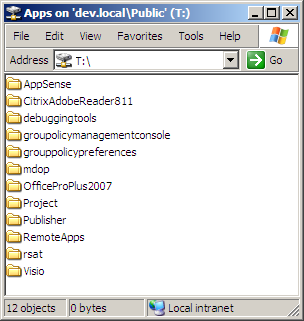 Apps on 'dev.local\Public' (T:)
File Edit View Favorites Tools Help
Address T:\ Go
AppSense
CitrixAdobeReader811
debuggingtools
groupolicymanagementconsole
grouppolicypreferences
mdop
OfficeProPlus2007
Project
Publisher
RemoteApps
rsat
Visio
12 objects 0 bytes Local intranet